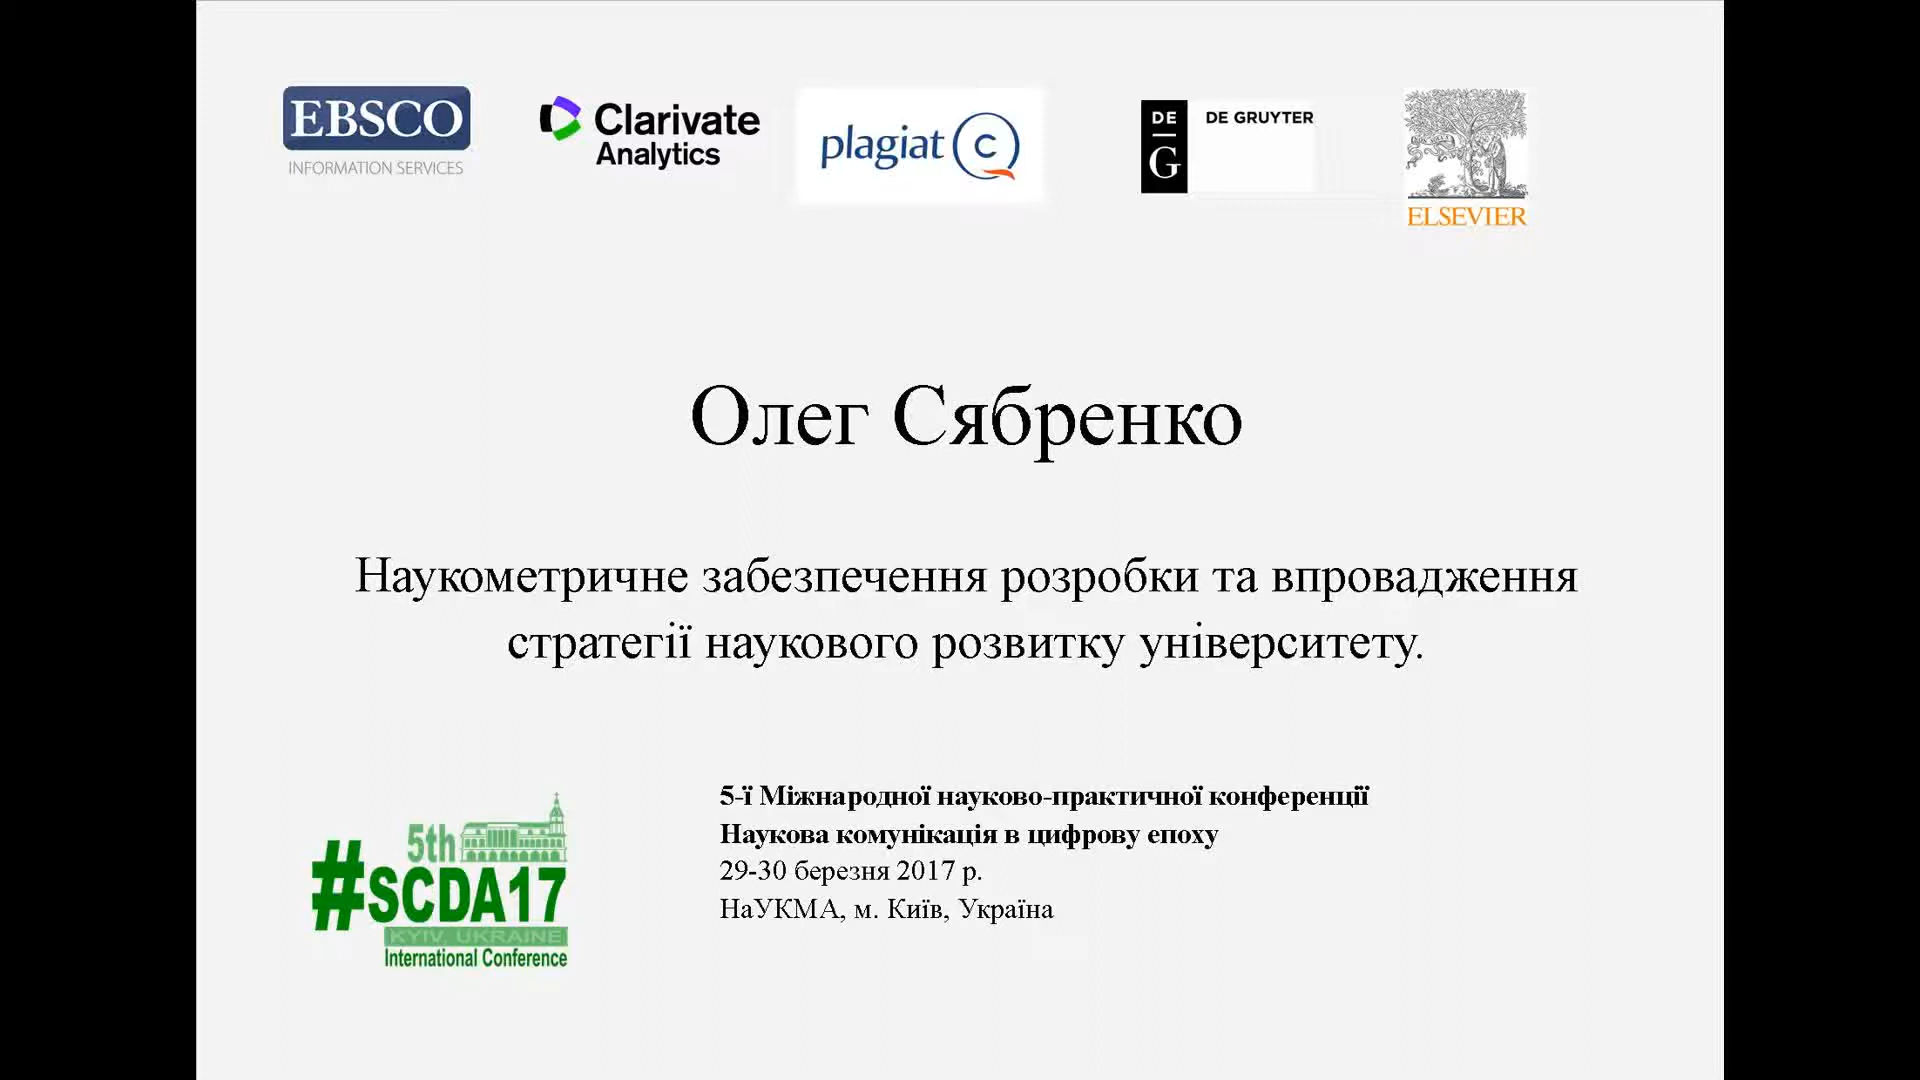 EBSCO
INFORMATION SERVICES
Clarivate
Analytics
plagiat C
DE
G
DE GRUYTER
ELSEVIER
Олег Сябренко
Наукометричне забезпечення розробки та впровадження
стратегії наукового розвитку університету.
5th
#SCDA17
KYIV, UKRAINE
International Conference
5-ї Міжнародної науково-практичної конференції
Наукова комунікація в цифрову епоху
29-30 березня 2017 р.
НаУКМА, м. Київ, Україна